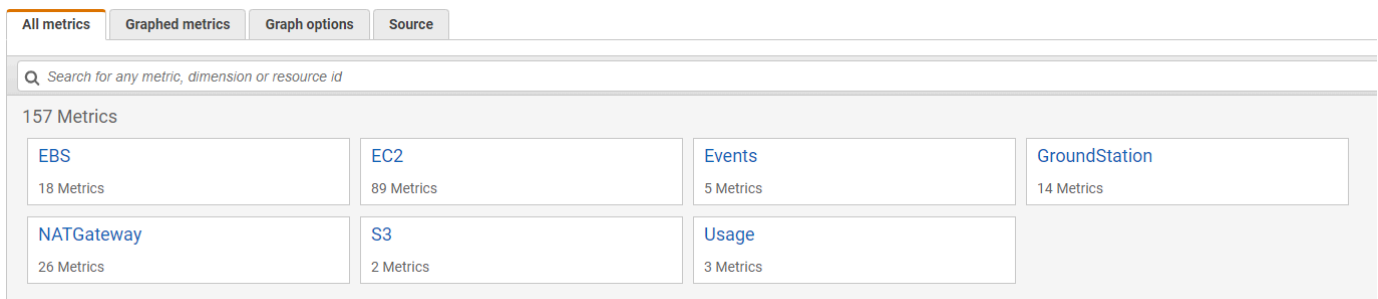 All metrics Graphed metrics Graph options Source
Search for any metric, dimension or resource id
157 Metrics
EBS EC2 Events GroundStation
18 Metrics 89 Metrics 5 Metrics 14 Metrics
NATGateway S3 Usage
26 Metrics 2 Metrics 3 Metrics